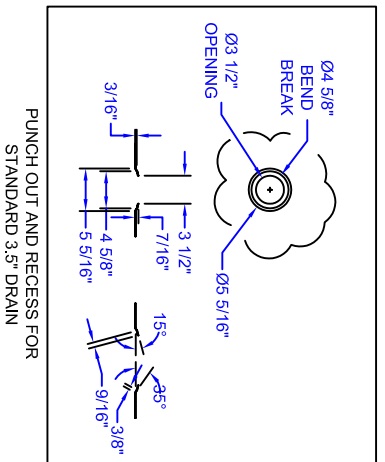 Ø4 5/8"
BEND
BREAK
Ø3 1/2"
OPENING
Ø5 5/16"
3/16"
3 1/2"
7/16"
4 5/8"
5 5/16"
15°
35°
3/8"
9/16"
PUNCH OUT AND RECESS FOR
STANDARD 3.5" DRAIN